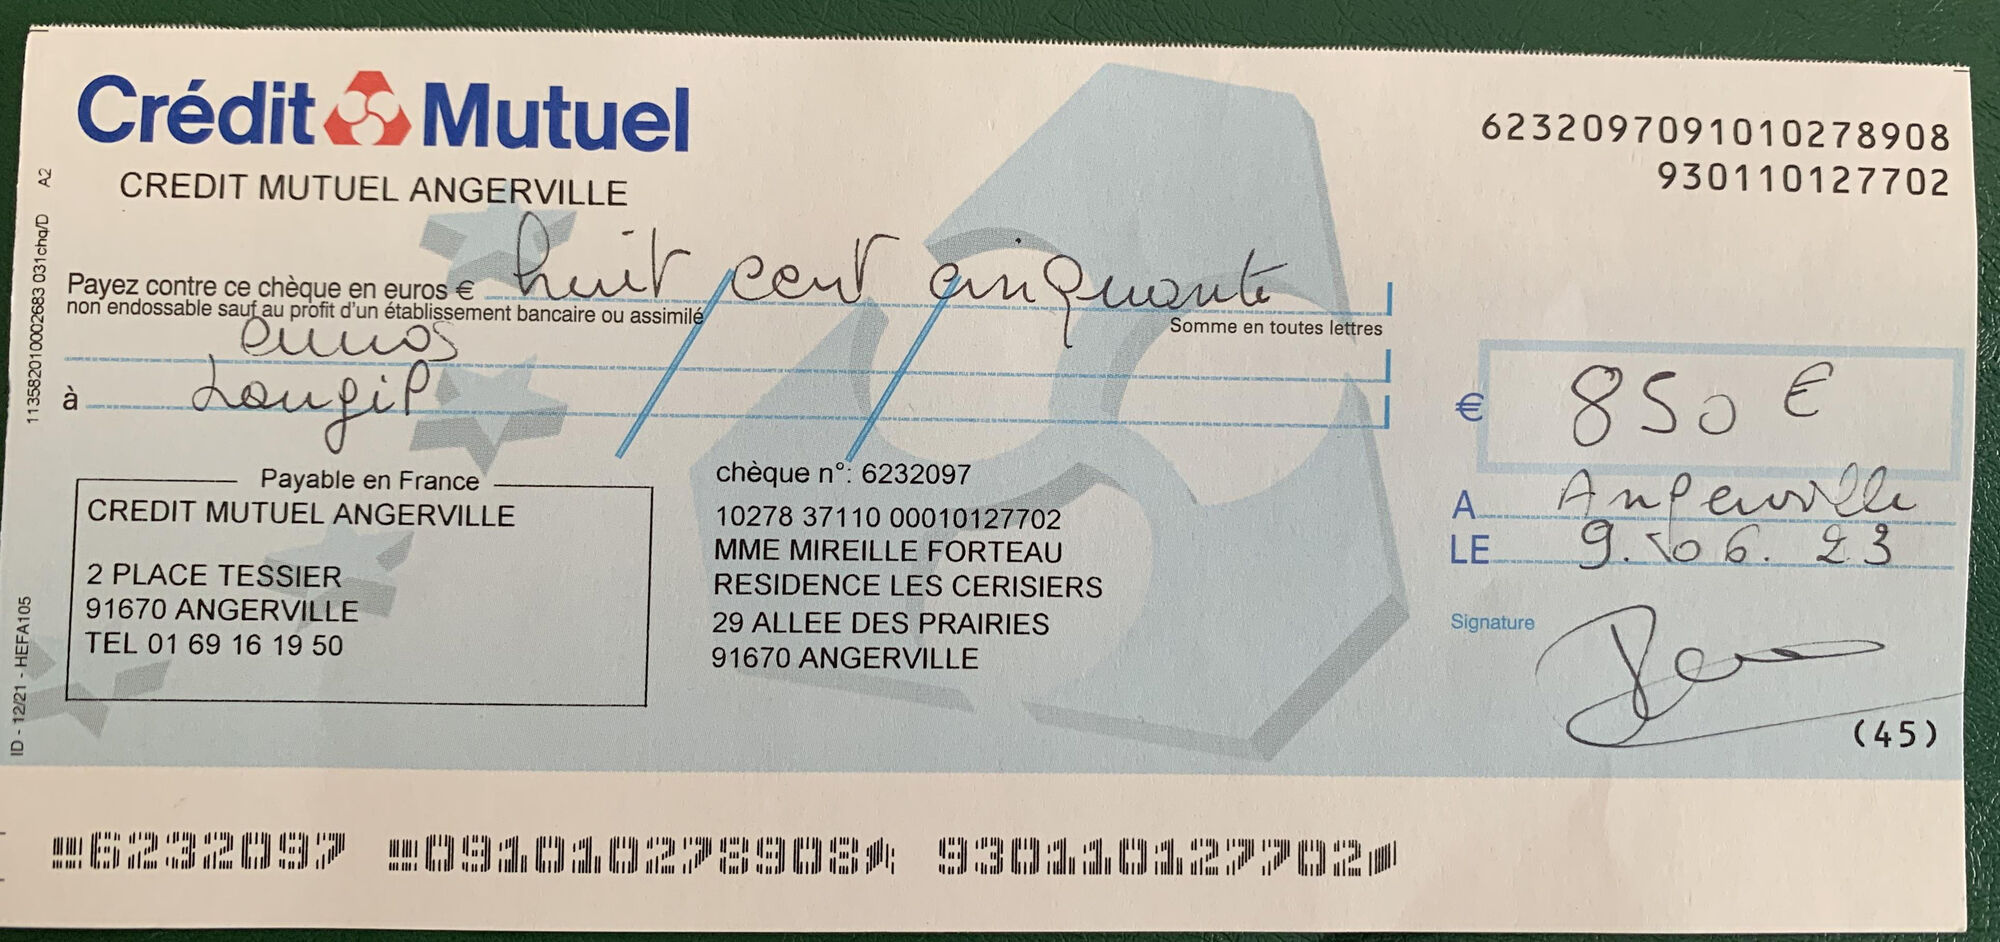 Crédit Mutuel
CREDIT MUTUEL ANGERVILLE
6232097091010278908
930110127702
A2
1135820100002683 031chq/D
ID - 12/21 - HEFA105
Payez contre ce chèque en euros € huit cent cinquante
non endossable sauf au profit d'un établissement bancaire ou assimilé
Somme en toutes lettres
euros
à Lougil
€ 850 €
A Angerville
LE 9.06.23
Signature
(45)
Payable en France
CREDIT MUTUEL ANGERVILLE
2 PLACE TESSIER
91670 ANGERVILLE
TEL 01 69 16 19 50
chèque n°: 6232097
10278 37110 00010127702
MME MIREILLE FORTEAU
RESIDENCE LES CERISIERS
29 ALLEE DES PRAIRIES
91670 ANGERVILLE
6232097 091010278908 930110127702